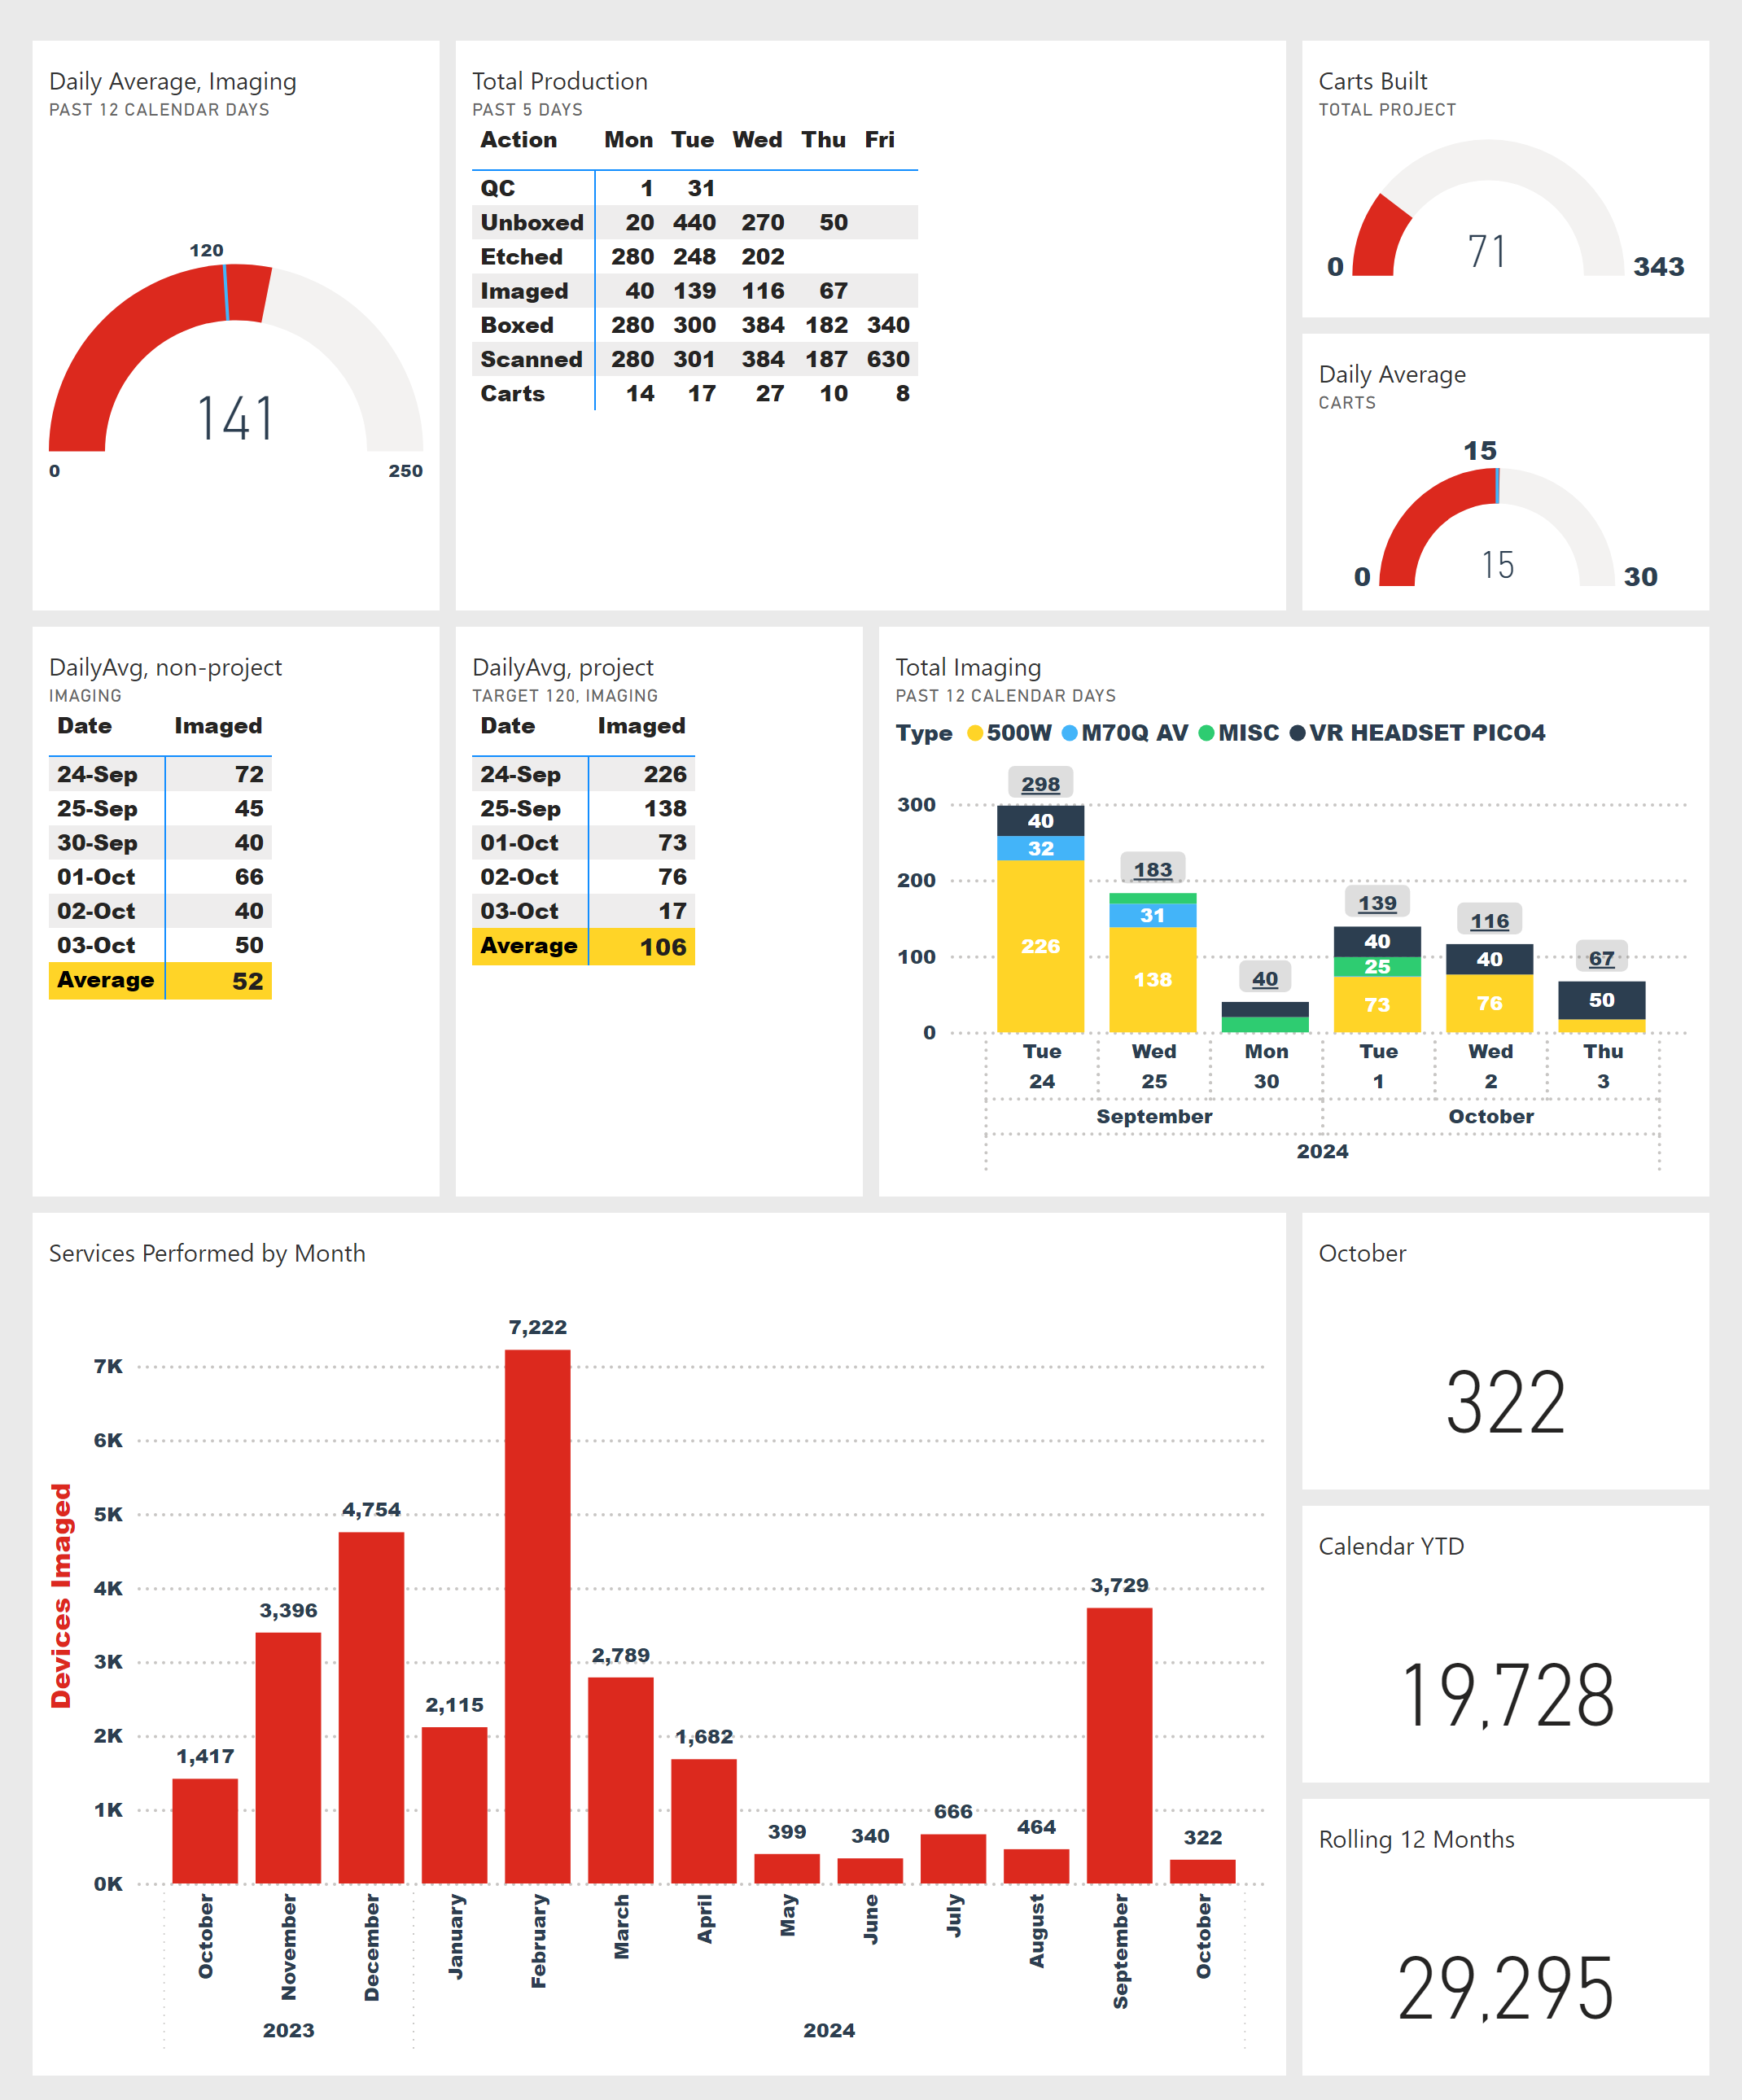 Daily Average, Imaging
PAST 12 CALENDAR DAYS
120
141
0 250
Total Production
PAST 5 DAYS
Action Mon Tue Wed Thu Fri
QC 1 31
Unboxed 20 440 270 50
Etched 280 248 202
Imaged 40 139 116 67
Boxed 280 300 384 182 340
Scanned 280 301 384 187 630
Carts 14 17 27 10 8
Carts Built
TOTAL PROJECT
71
0 343
Daily Average
CARTS
15
15
0 30
DailyAvg, non-project
IMAGING
Date Imaged
24-Sep 72
25-Sep 45
30-Sep 40
01-Oct 66
02-Oct 40
03-Oct 50
Average 52
DailyAvg, project
TARGET 120, IMAGING
Date Imaged
24-Sep 226
25-Sep 138
01-Oct 73
02-Oct 76
03-Oct 17
Average 106
Total Imaging
PAST 12 CALENDAR DAYS
Type 500W M70Q AV MISC VR HEADSET PICO4
298
300
40
32
183
200
139
31
116
40
226
67
100
25
40
138
40
50
73
76
0
Tue Wed Mon Tue Wed Thu
24 25 30 1 2 3
September October
2024
Services Performed by Month
Devices Imaged
7,222
7K
6K
4,754
5K
3,729
4K
3,396
3K
2,789
2,115
2K
1,682
1,417
1K
666
464
399
340
322
0K
October November December January February March April May June July August September October
2023 2024
October
322
Calendar YTD
19,728
Rolling 12 Months
29,295